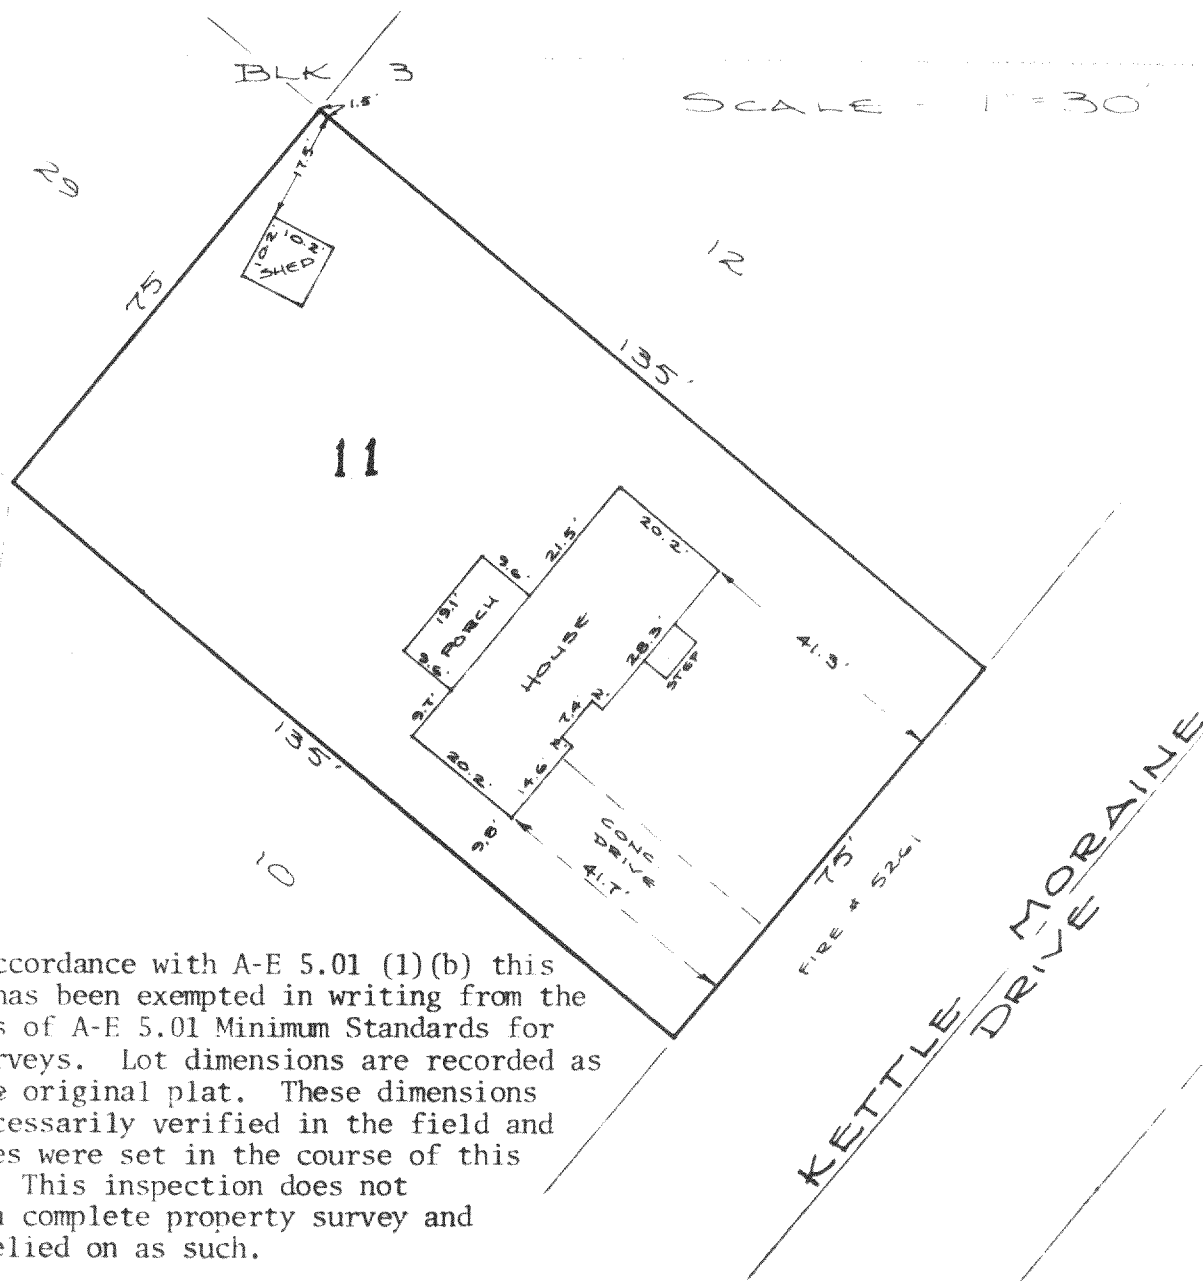 BLK 3
1.5'
SCALE - 1" = 30'
29
17.5'
10.2'
10.2'
SHED
12
75
135'
11
20.2'
21.5'
9.6'
19.1'
PORCH
9.6'
HOUSE
28.3'
STEP
41.3'
9.7'
7.4'
2.
2.
20.2'
14.6'
135'
9.8'
CONC
DRIVE
41.7'
75'
FIRE # 5261
10
KETTLE MORAINE
DRIVE
ccordance with A-E 5.01 (1)(b) this
has been exempted in writing from the
s of A-E 5.01 Minimum Standards for
rveys. Lot dimensions are recorded as
e original plat. These dimensions
cessarily verified in the field and
es were set in the course of this
This inspection does not
a complete property survey and
elied on as such.